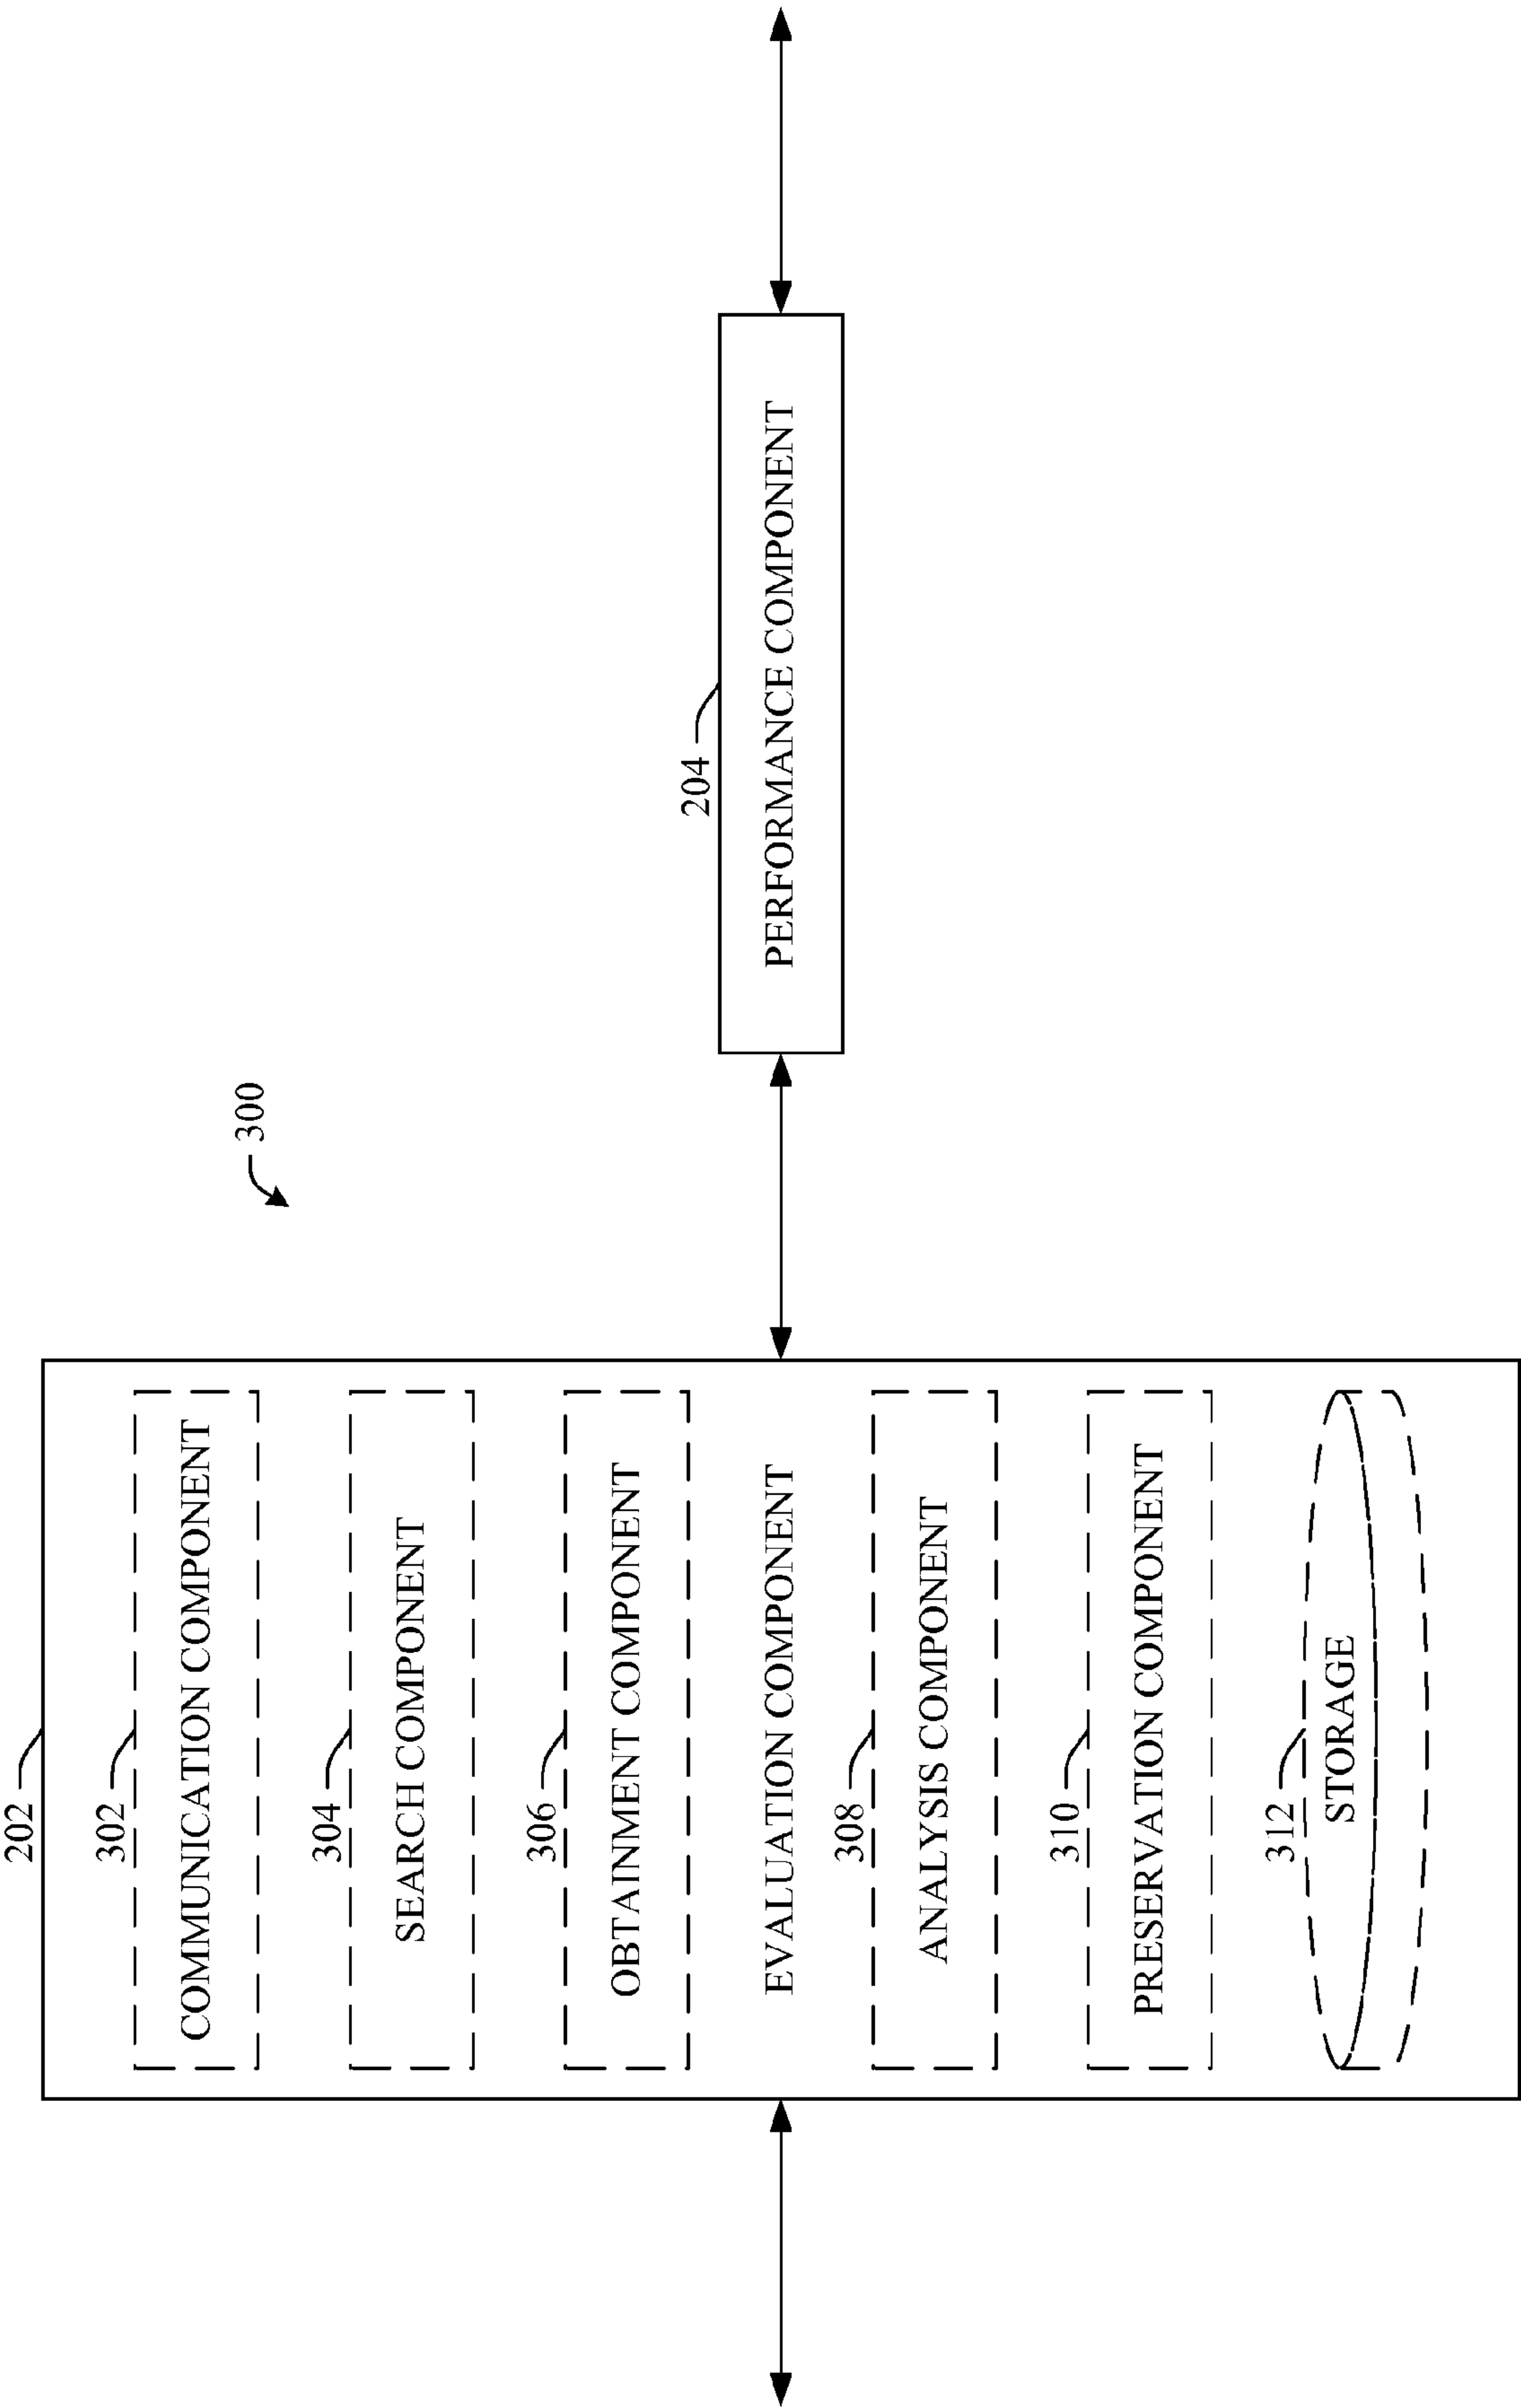 300
202
302
COMMUNICATION COMPONENT
304
SEARCH COMPONENT
306
OBTAINMENT COMPONENT
EVALUATION COMPONENT
308
ANALYSIS COMPONENT
310
PRESERVATION COMPONENT
312
STORAGE
204
PERFORMANCE COMPONENT